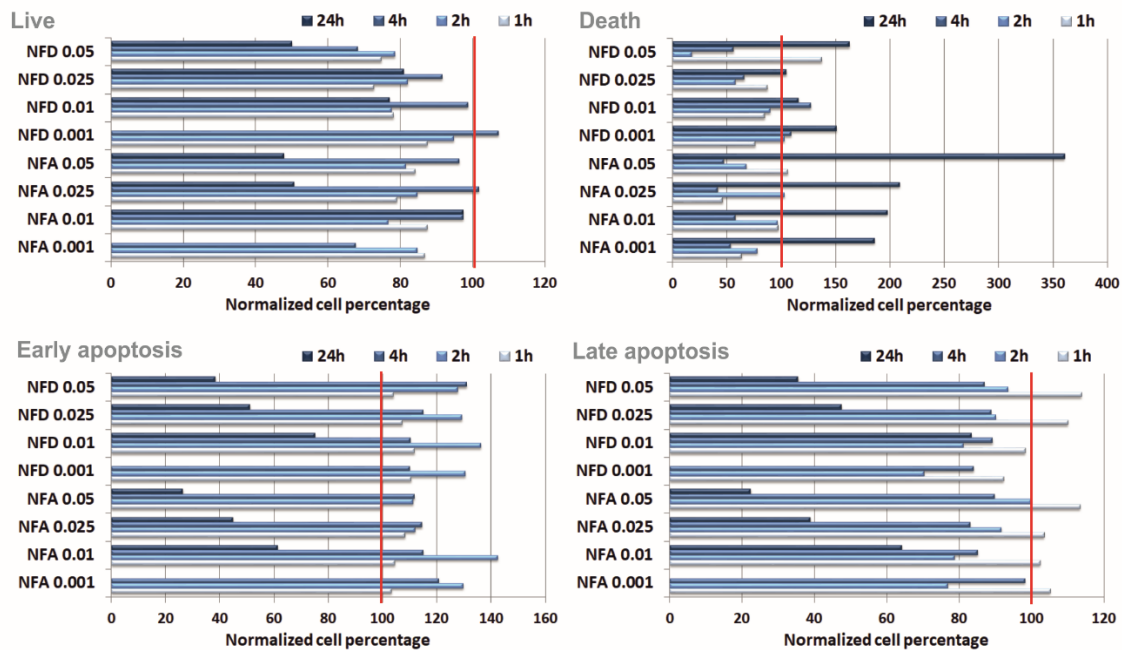 Live
24h 4h 2h 1h
NFD 0.05
NFD 0.025
NFD 0.01
NFD 0.001
NFA 0.05
NFA 0.025
NFA 0.01
NFA 0.001
0 20 40 60 80 100 120
Normalized cell percentage
Death
24h 4h 2h 1h
NFD 0.05
NFD 0.025
NFD 0.01
NFD 0.001
NFA 0.05
NFA 0.025
NFA 0.01
NFA 0.001
0 50 100 150 200 250 300 350 400
Normalized cell percentage
Early apoptosis
24h 4h 2h 1h
NFD 0.05
NFD 0.025
NFD 0.01
NFD 0.001
NFA 0.05
NFA 0.025
NFA 0.01
NFA 0.001
0 20 40 60 80 100 120 140 160
Normalized cell percentage
Late apoptosis
24h 4h 2h 1h
NFD 0.05
NFD 0.025
NFD 0.01
NFD 0.001
NFA 0.05
NFA 0.025
NFA 0.01
NFA 0.001
0 20 40 60 80 100 120
Normalized cell percentage